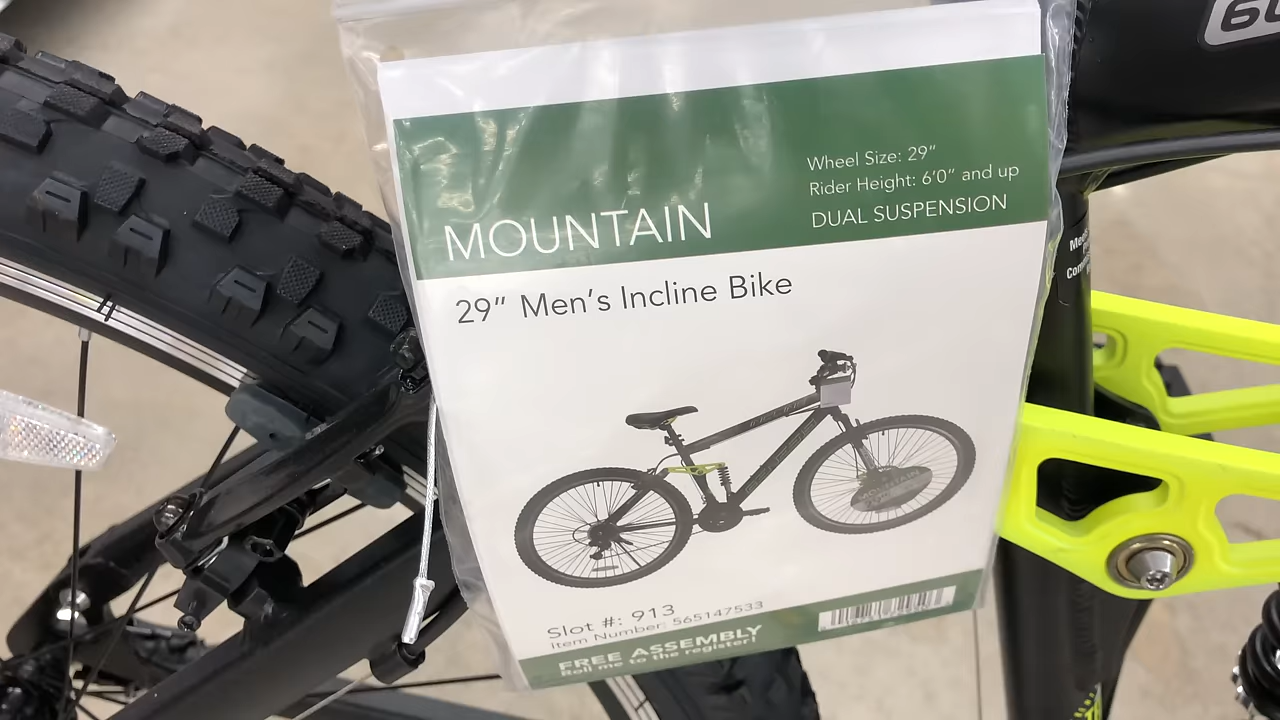 Wheel Size: 29"
Rider Height: 6'0" and up
DUAL SUSPENSION
MOUNTAIN
29" Men's Incline Bike
MOUNTAIN
Slot #: 913
Item Number: 565147533
FREE ASSEMBLY
Roll me to the register!